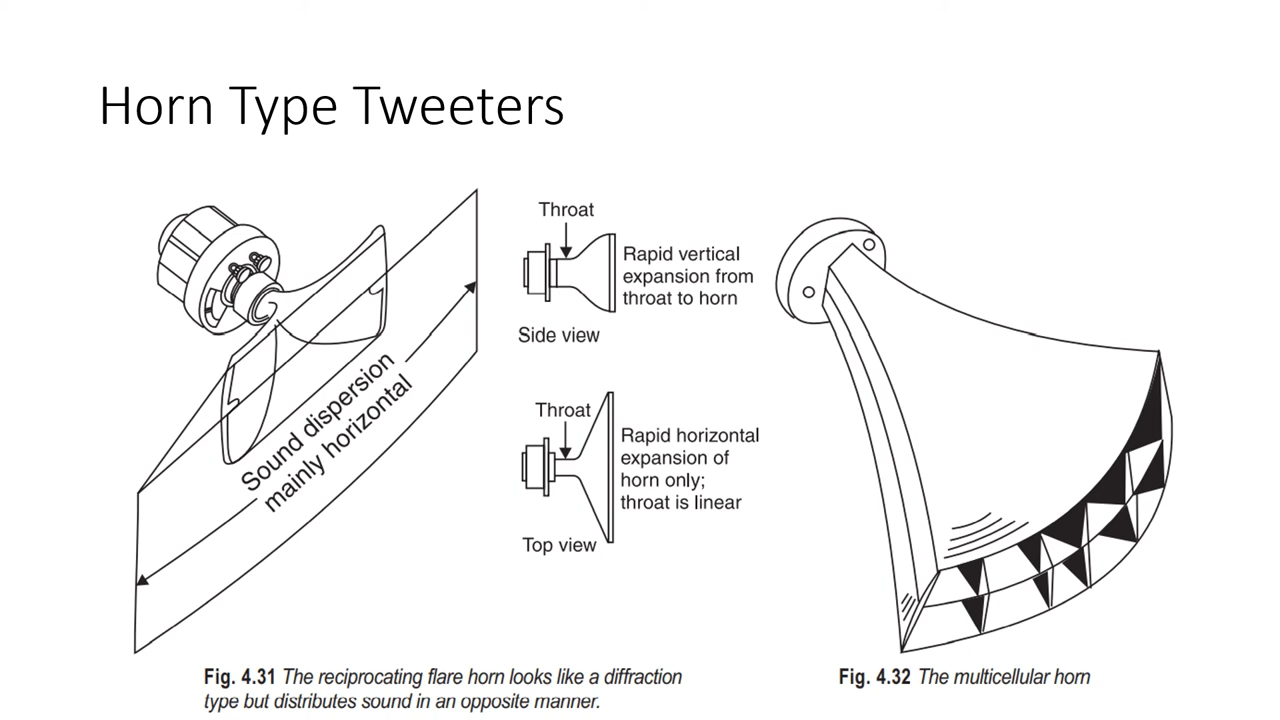 Horn Type Tweeters
Sound dispersion
mainly horizontal
Throat
Rapid vertical
expansion from
throat to horn
Side view
Throat
Rapid horizontal
expansion of
horn only;
throat is linear
Top view
Fig. 4.31 The reciprocating flare horn looks like a diffraction
type but distributes sound in an opposite manner.
Fig. 4.32 The multicellular horn